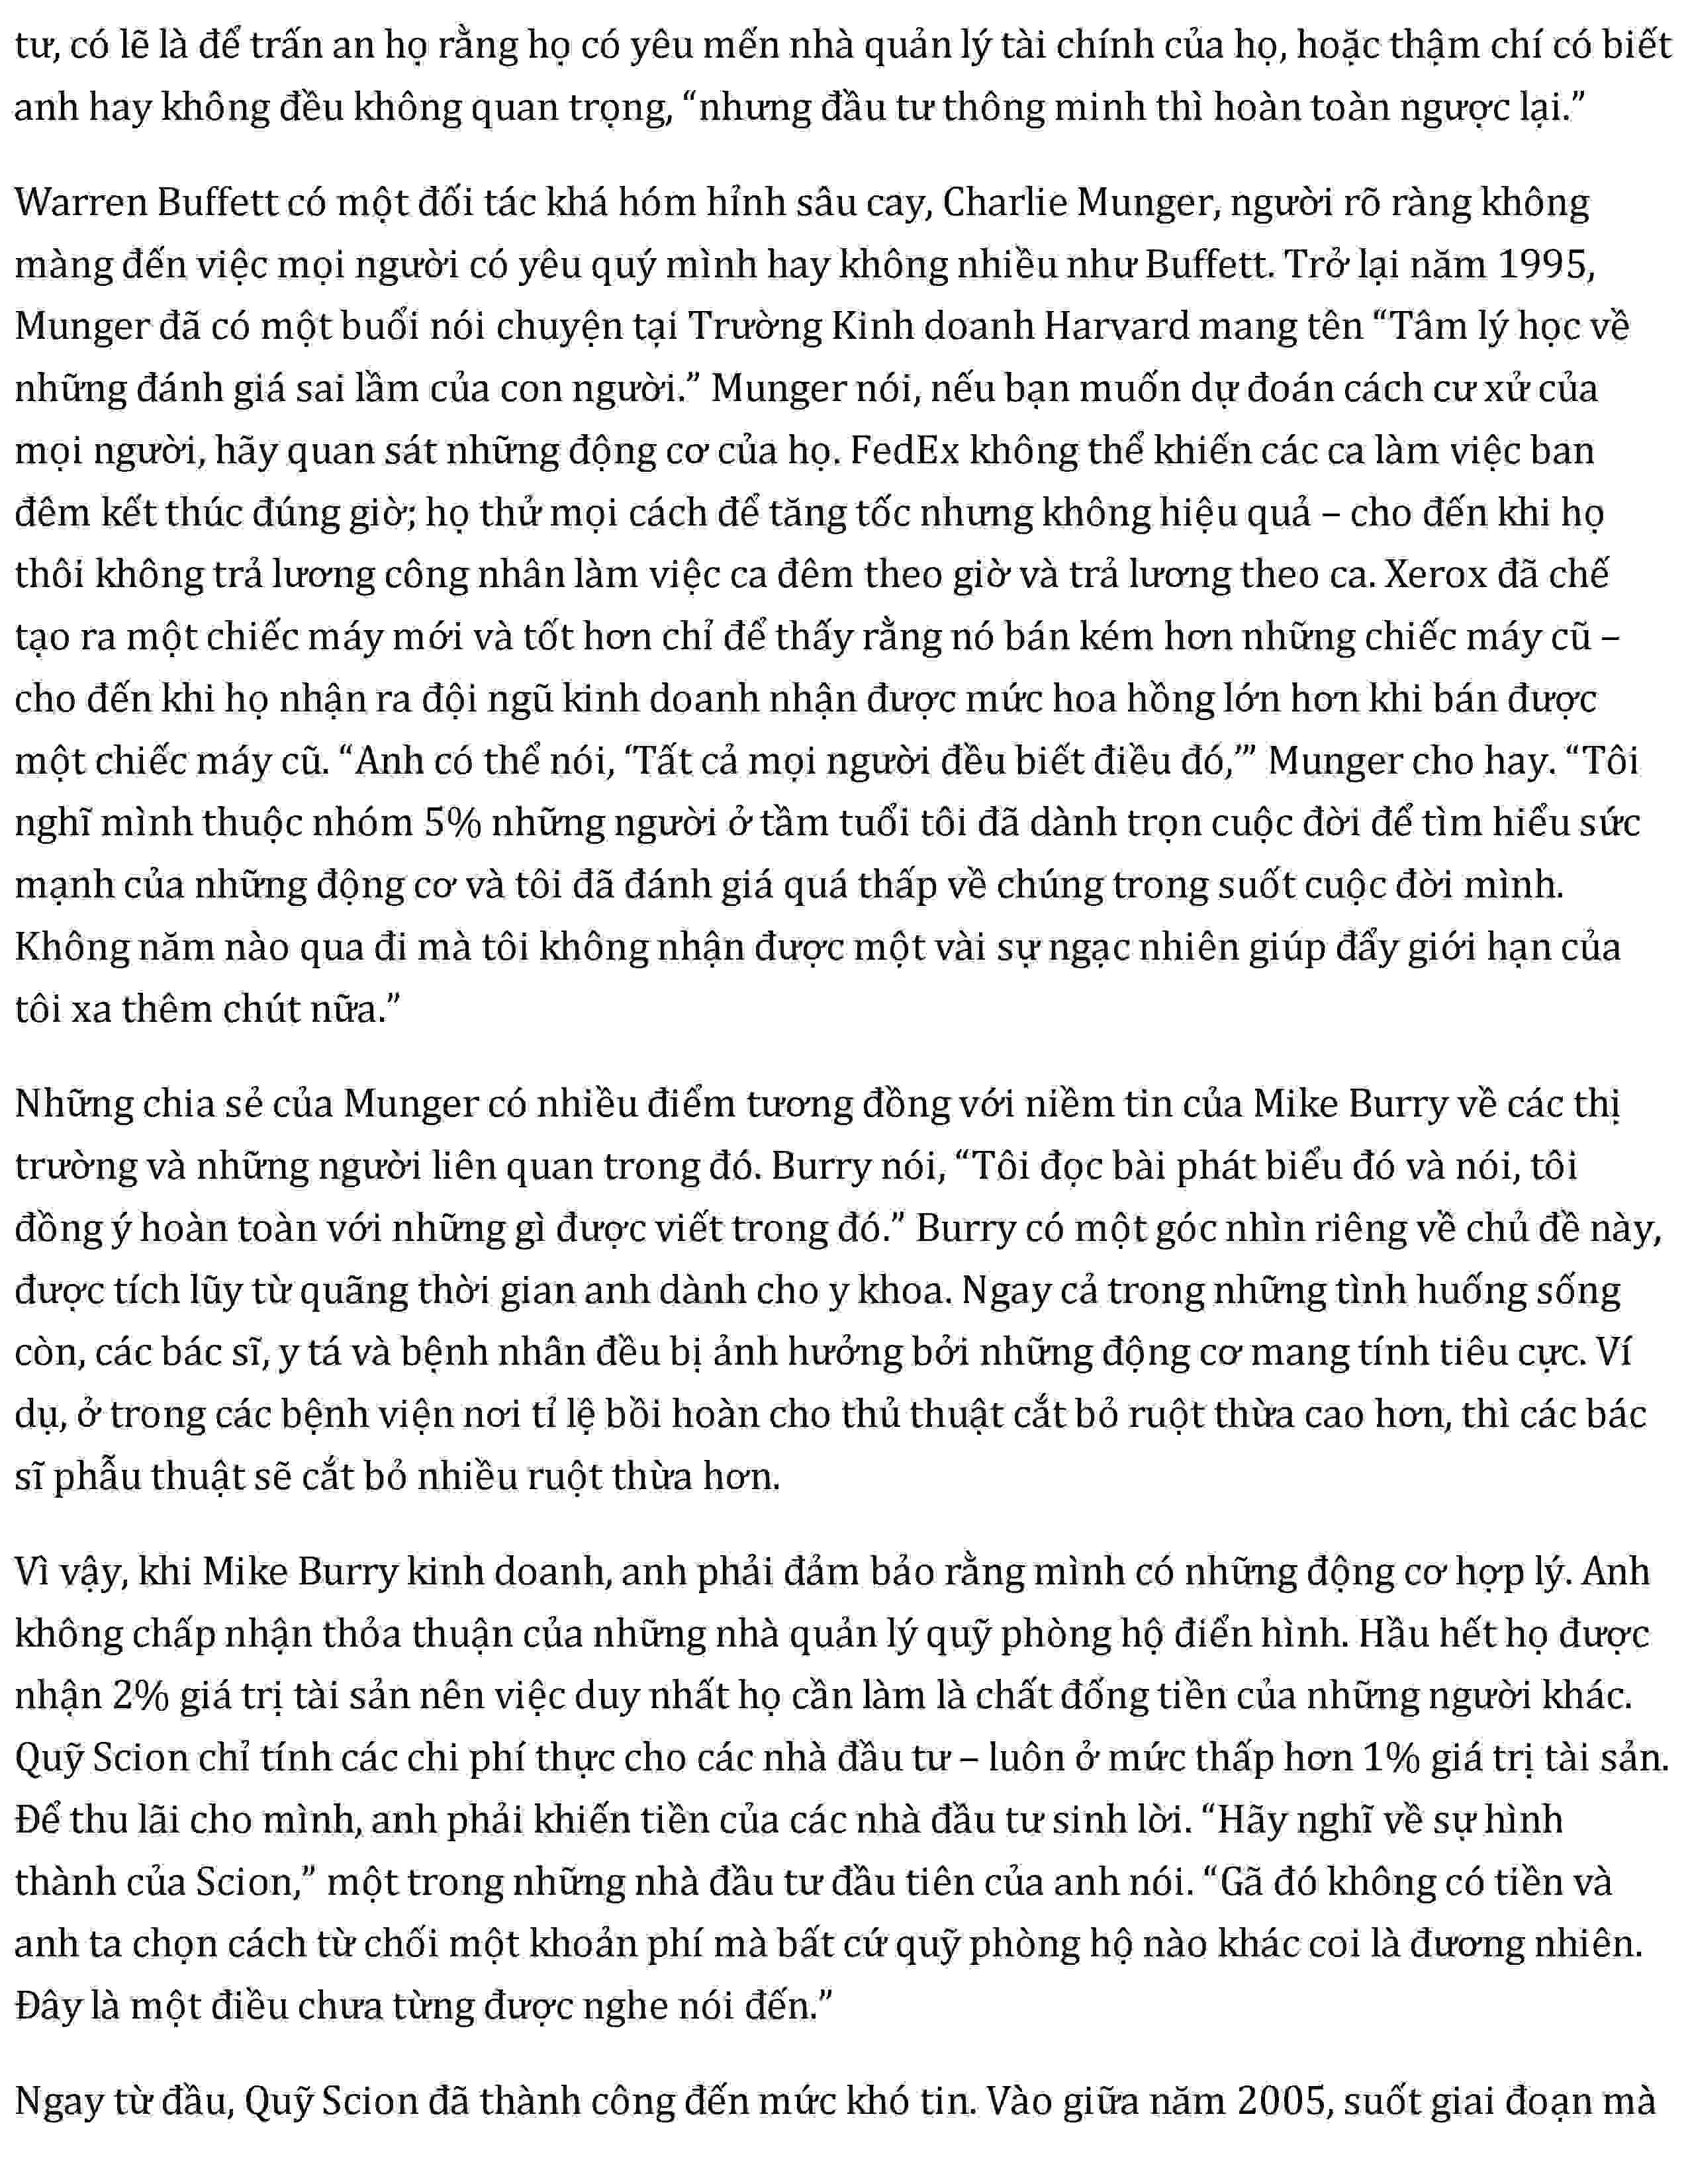 tư, có lẽ là để trấn an họ rằng họ có yêu mến nhà quản lý tài chính của họ, hoặc thậm chí có biết
anh hay không đều không quan trọng, “nhưng đầu tư thông minh thì hoàn toàn ngược lại.”
Warren Buffett có một đối tác khá hóm hỉnh sâu cay, Charlie Munger, người rõ ràng không
màng đến việc mọi người có yêu quý mình hay không nhiều như Buffett. Trở lại năm 1995,
Munger đã có một buổi nói chuyện tại Trường Kinh doanh Harvard mang tên “Tâm lý học về
những đánh giá sai lầm của con người.” Munger nói, nếu bạn muốn dự đoán cách cư xử của
mọi người, hãy quan sát những động cơ của họ. FedEx không thể khiến các ca làm việc ban
đêm kết thúc đúng giờ; họ thử mọi cách để tăng tốc nhưng không hiệu quả – cho đến khi họ
thôi không trả lương công nhân làm việc ca đêm theo giờ và trả lương theo ca. Xerox đã chế
tạo ra một chiếc máy mới và tốt hơn chỉ để thấy rằng nó bán kém hơn những chiếc máy cũ –
cho đến khi họ nhận ra đội ngũ kinh doanh nhận được mức hoa hồng lớn hơn khi bán được
một chiếc máy cũ. “Anh có thể nói, ‘Tất cả mọi người đều biết điều đó,’” Munger cho hay. “Tôi
nghĩ mình thuộc nhóm 5% những người ở tầm tuổi tôi đã dành trọn cuộc đời để tìm hiểu sức
mạnh của những động cơ và tôi đã đánh giá quá thấp về chúng trong suốt cuộc đời mình.
Không năm nào qua đi mà tôi không nhận được một vài sự ngạc nhiên giúp đẩy giới hạn của
tôi xa thêm chút nữa.”
Những chia sẻ của Munger có nhiều điểm tương đồng với niềm tin của Mike Burry về các thị
trường và những người liên quan trong đó. Burry nói, “Tôi đọc bài phát biểu đó và nói, tôi
đồng ý hoàn toàn với những gì được viết trong đó.” Burry có một góc nhìn riêng về chủ đề này,
được tích lũy từ quãng thời gian anh dành cho y khoa. Ngay cả trong những tình huống sống
còn, các bác sĩ, y tá và bệnh nhân đều bị ảnh hưởng bởi những động cơ mang tính tiêu cực. Ví
dụ, ở trong các bệnh viện nơi tỉ lệ bồi hoàn cho thủ thuật cắt bỏ ruột thừa cao hơn, thì các bác
sĩ phẫu thuật sẽ cắt bỏ nhiều ruột thừa hơn.
Vì vậy, khi Mike Burry kinh doanh, anh phải đảm bảo rằng mình có những động cơ hợp lý. Anh
không chấp nhận thỏa thuận của những nhà quản lý quỹ phòng hộ điển hình. Hầu hết họ được
nhận 2% giá trị tài sản nên việc duy nhất họ cần làm là chất đống tiền của những người khác.
Quỹ Scion chỉ tính các chi phí thực cho các nhà đầu tư – luôn ở mức thấp hơn 1% giá trị tài sản.
Để thu lãi cho mình, anh phải khiến tiền của các nhà đầu tư sinh lời. “Hãy nghĩ về sự hình
thành của Scion,” một trong những nhà đầu tư đầu tiên của anh nói. “Gã đó không có tiền và
anh ta chọn cách từ chối một khoản phí mà bất cứ quỹ phòng hộ nào khác coi là đương nhiên.
Đây là một điều chưa từng được nghe nói đến.”
Ngay từ đầu, Quỹ Scion đã thành công đến mức khó tin. Vào giữa năm 2005, suốt giai đoạn mà